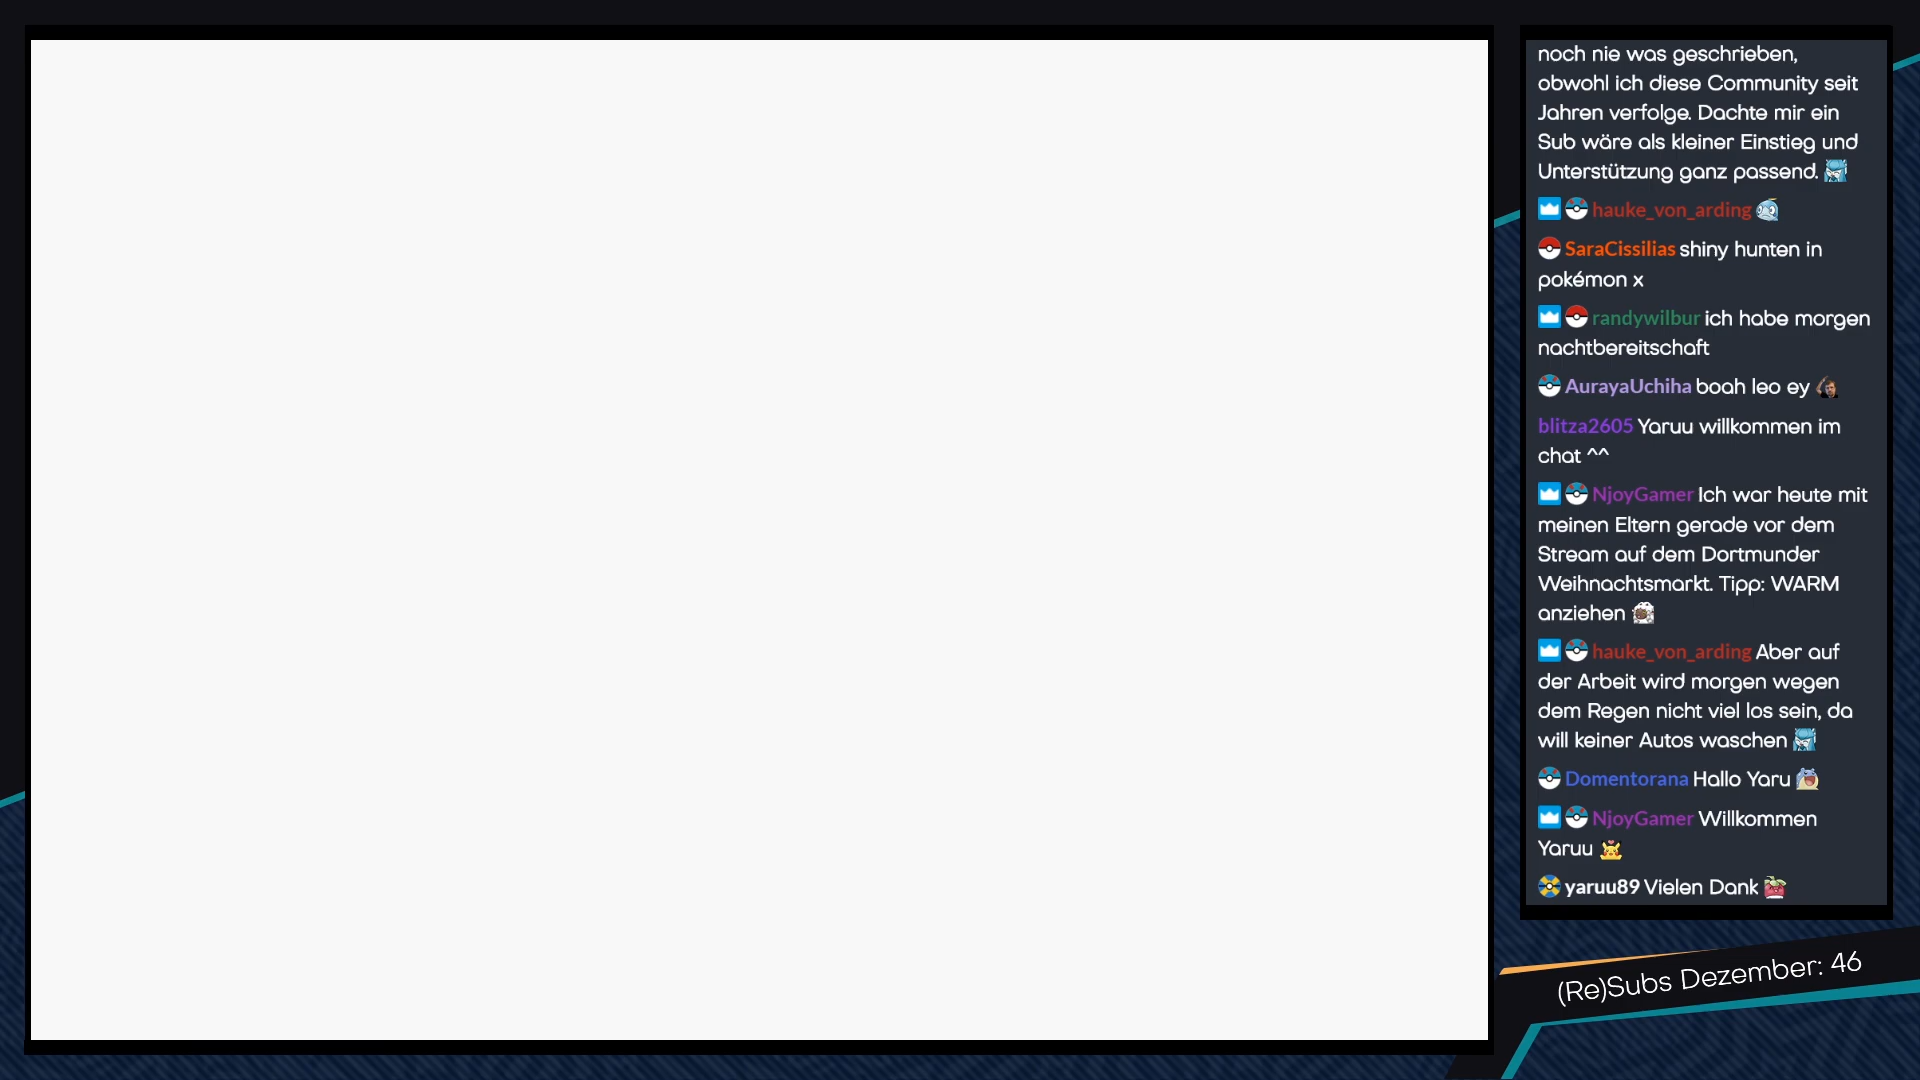 noch nie was geschrieben,
obwohl ich diese Community seit
Jahren verfolge. Dachte mir ein
Sub wäre als kleiner Einstieg und
Unterstützung ganz passend.
hauke_von_arding
SaraCissilias shiny hunten in
pokémon x
randywilbur ich habe morgen
nachtbereitschaft
AurayaUchiha boah leo ey
blitza2605 Yaruu willkommen im
chat ^^
NjoyGamer Ich war heute mit
meinen Eltern gerade vor dem
Stream auf dem Dortmunder
Weihnachtsmarkt. Tipp: WARM
anziehen
hauke_von_arding Aber auf
der Arbeit wird morgen wegen
dem Regen nicht viel los sein, da
will keiner Autos waschen
Domentorana Hallo Yaru
NjoyGamer Willkommen
Yaruu
yaruu89 Vielen Dank
(Re)Subs Dezember: 46